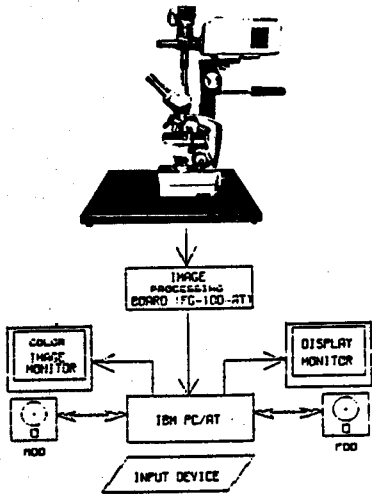 IMAGE
PROCESSING
BOARD (FG-100-AT)
COLOR
IMAGE
MONITOR
DISPLAY
MONITOR
IBM PC/AT
MOD
FDD
INPUT DEVICE